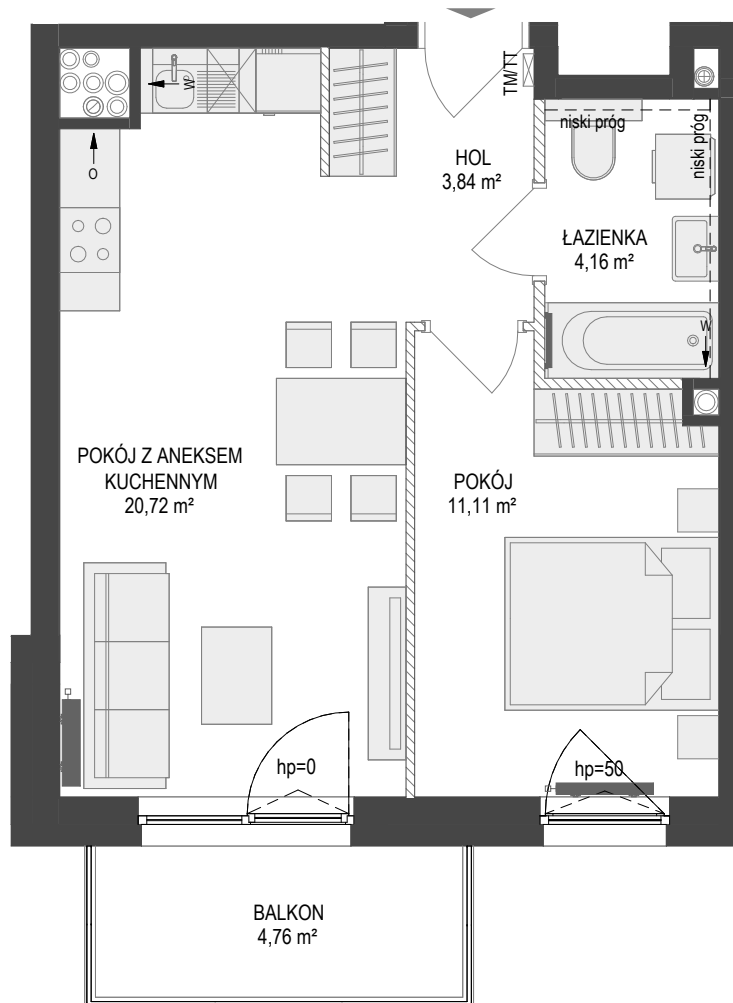 TM/TT
W
niski próg
niski próg
O
HOL
3,84 m²
ŁAZIENKA
4,16 m²
W
POKÓJ Z ANEKSEM
KUCHENNYM
20,72 m²
POKÓJ
11,11 m²
hp=0
hp=50
BALKON
4,76 m²